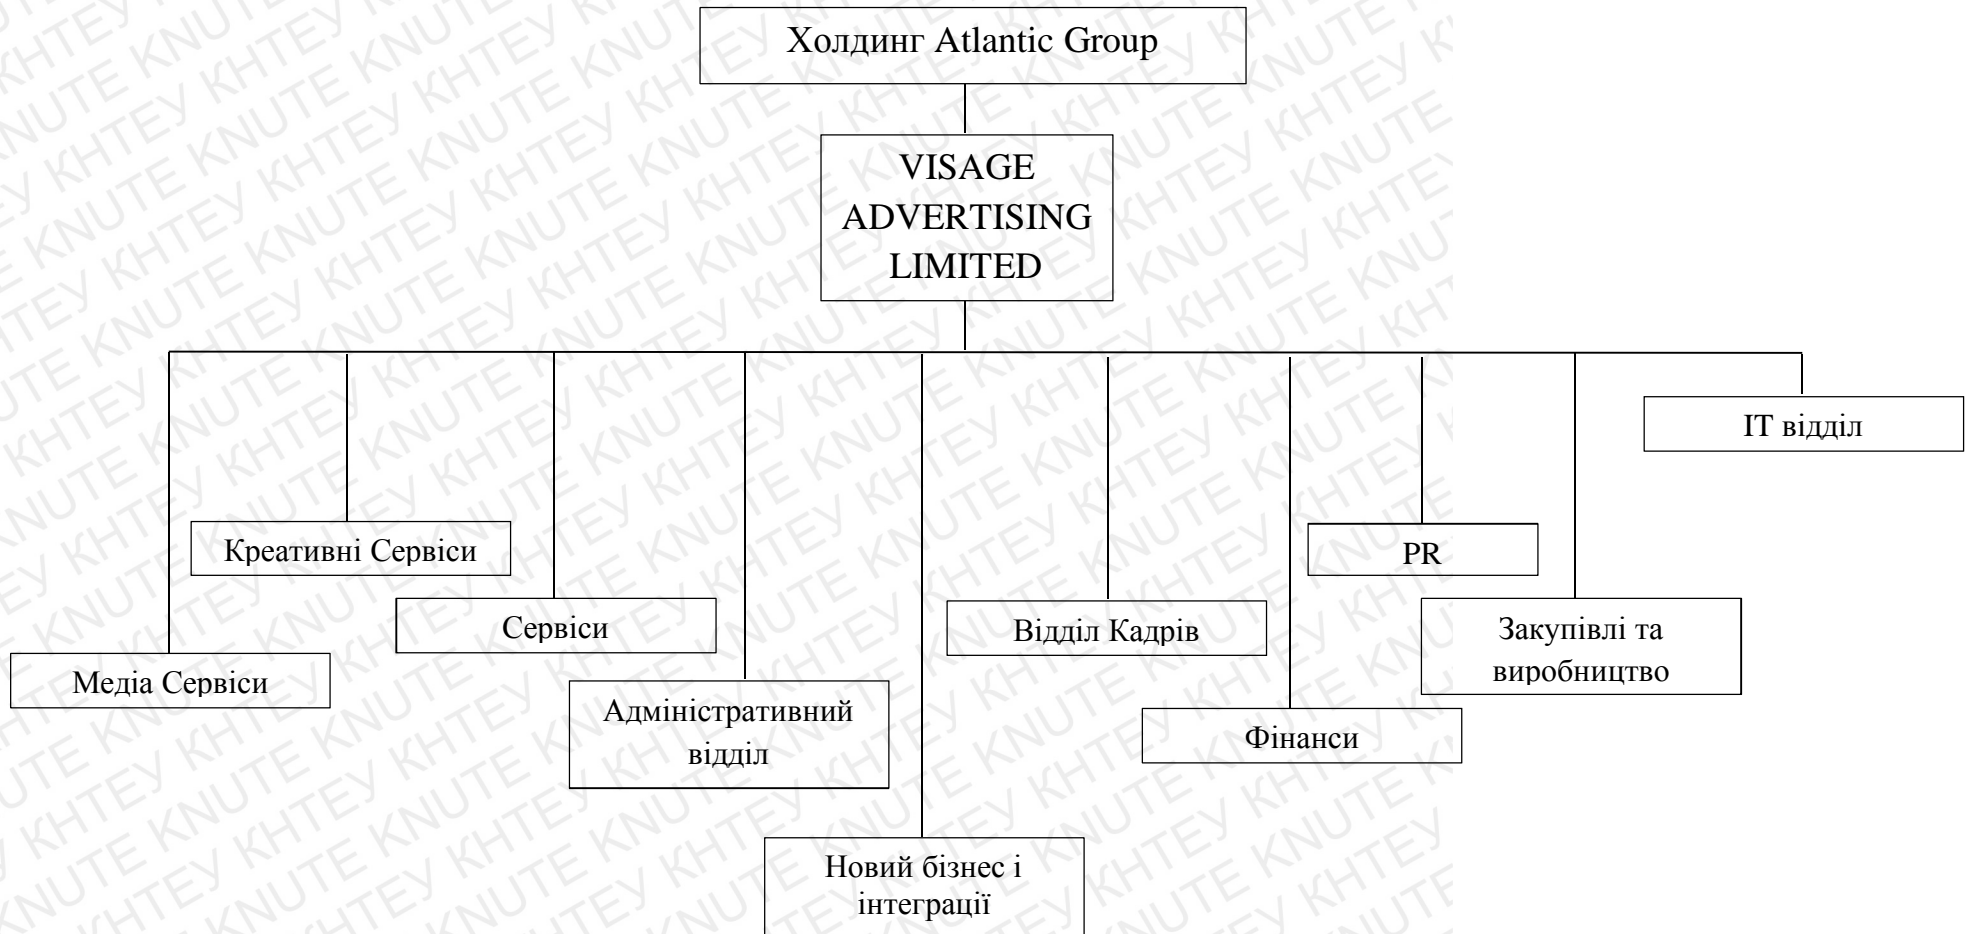 Холдинг Atlantic Group
VISAGE
ADVERTISING
LIMITED
ІТ відділ
Креативні Сервіси
PR
Сервіси
Відділ Кадрів
Закупівлі та
виробництво
Медіа Сервіси
Адміністративний
відділ
Фінанси
Новий бізнес і
інтеграції